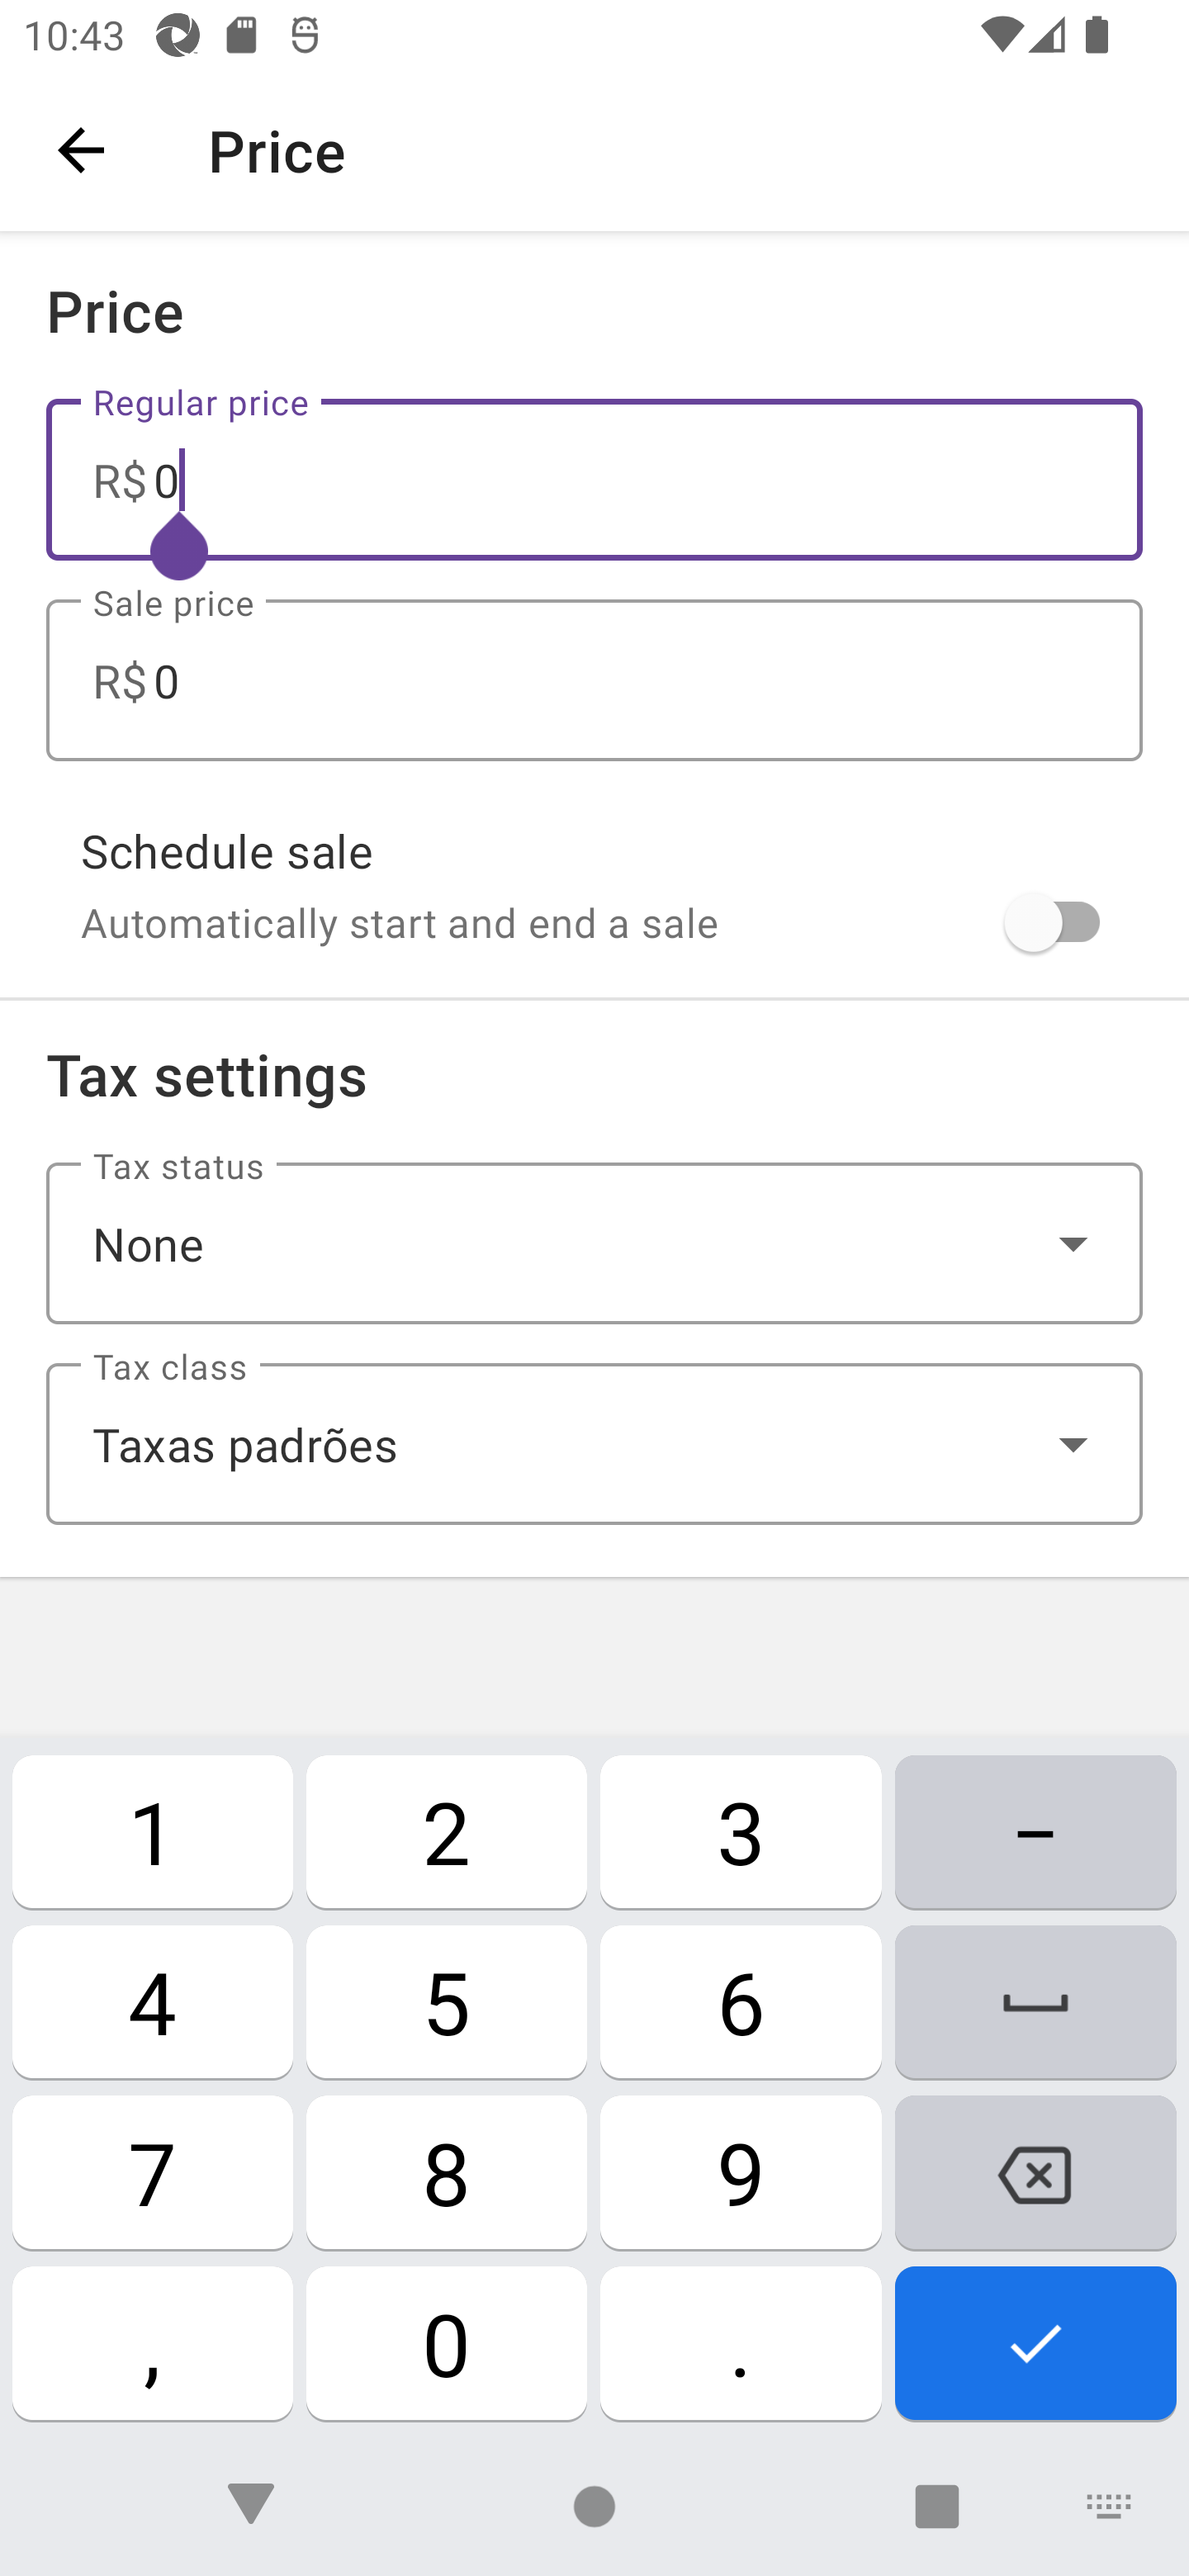 10:43
Price
Price
Regular price
R$ 0
Sale price
R$ 0
Schedule sale
Automatically start and end a sale
Tax settings
Tax status
None
Tax class
Taxas padrões
1 2 3 –
4 5 6
7 8 9
, 0 .